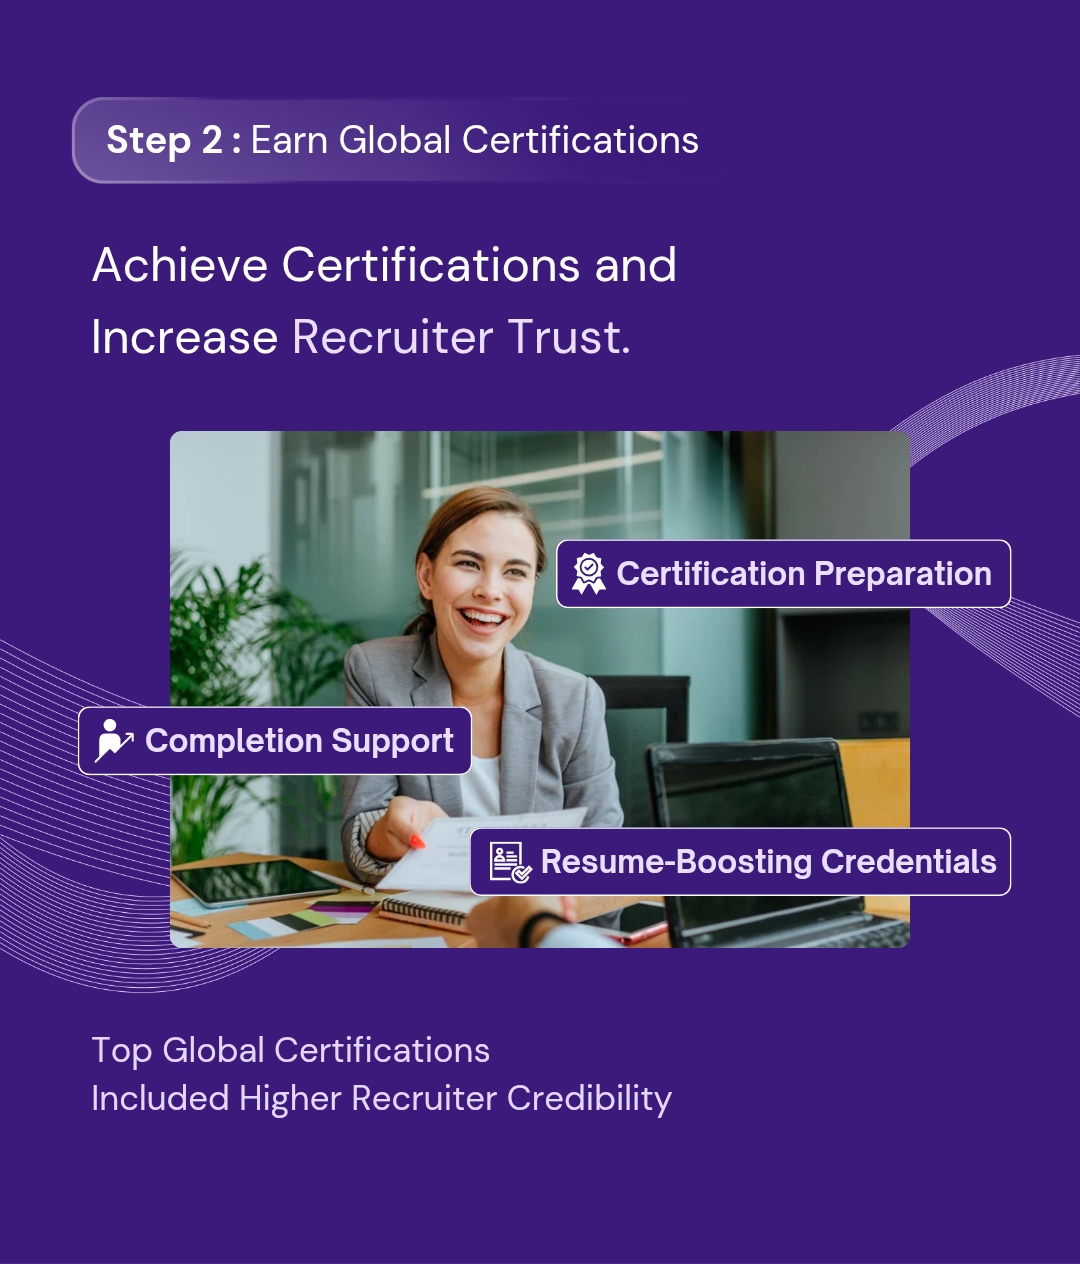 Step 2 : Earn Global Certifications
Achieve Certifications and
Increase Recruiter Trust.
Certification Preparation
Completion Support
Resume-Boosting Credentials
Top Global Certifications
Included Higher Recruiter Credibility